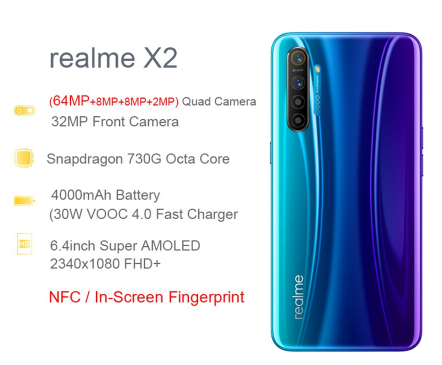 realme X2
(64MP+8MP+8MP+2MP) Quad Camera
32MP Front Camera
Snapdragon 730G Octa Core
4000mAh Battery
(30W VOOC 4.0 Fast Charger
HD
6.4inch Super AMOLED
2340x1080 FHD+
NFC / In-Screen Fingerprint
realme